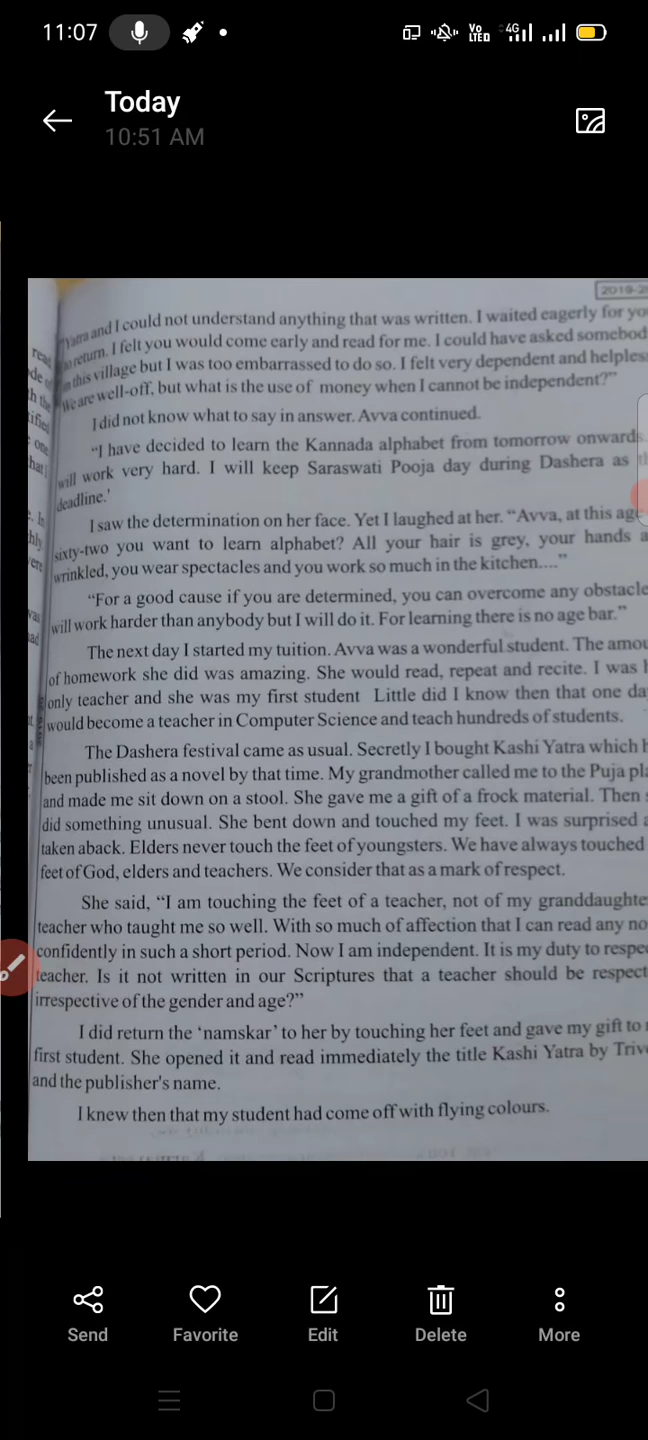 11:07
Vo LTED 4G
Today
10:51 AM
2019-2
Yatra and I could not understand anything that was written. I waited eagerly for yo
to return. I felt you would come early and read for me. I could have asked somebod
in this village but I was too embarrassed to do so. I felt very dependent and helples
We are well-off, but what is the use of money when I cannot be independent?”
I did not know what to say in answer. Avva continued.
“I have decided to learn the Kannada alphabet from tomorrow onwards
will work very hard. I will keep Saraswati Pooja day during Dashera as t
deadline.'
I saw the determination on her face. Yet I laughed at her. “Avva, at this age
sixty-two you want to learn alphabet? All your hair is grey, your hands a
wrinkled, you wear spectacles and you work so much in the kitchen....”
“For a good cause if you are determined, you can overcome any obstacle
will work harder than anybody but I will do it. For learning there is no age bar.”
The next day I started my tuition. Avva was a wonderful student. The amou
of homework she did was amazing. She would read, repeat and recite. I was h
only teacher and she was my first student Little did I know then that one da
would become a teacher in Computer Science and teach hundreds of students.
The Dashera festival came as usual. Secretly I bought Kashi Yatra which h
been published as a novel by that time. My grandmother called me to the Puja pla
and made me sit down on a stool. She gave me a gift of a frock material. Then s
did something unusual. She bent down and touched my feet. I was surprised a
taken aback. Elders never touch the feet of youngsters. We have always touched
feet of God, elders and teachers. We consider that as a mark of respect.
She said, “I am touching the feet of a teacher, not of my granddaughte
teacher who taught me so well. With so much of affection that I can read any no
confidently in such a short period. Now I am independent. It is my duty to respe
teacher. Is it not written in our Scriptures that a teacher should be respect
irrespective of the gender and age?”
I did return the ‘namskar’ to her by touching her feet and gave my gift to
first student. She opened it and read immediately the title Kashi Yatra by Trive
and the publisher's name.
I knew then that my student had come off with flying colours.
Send Favorite Edit Delete More